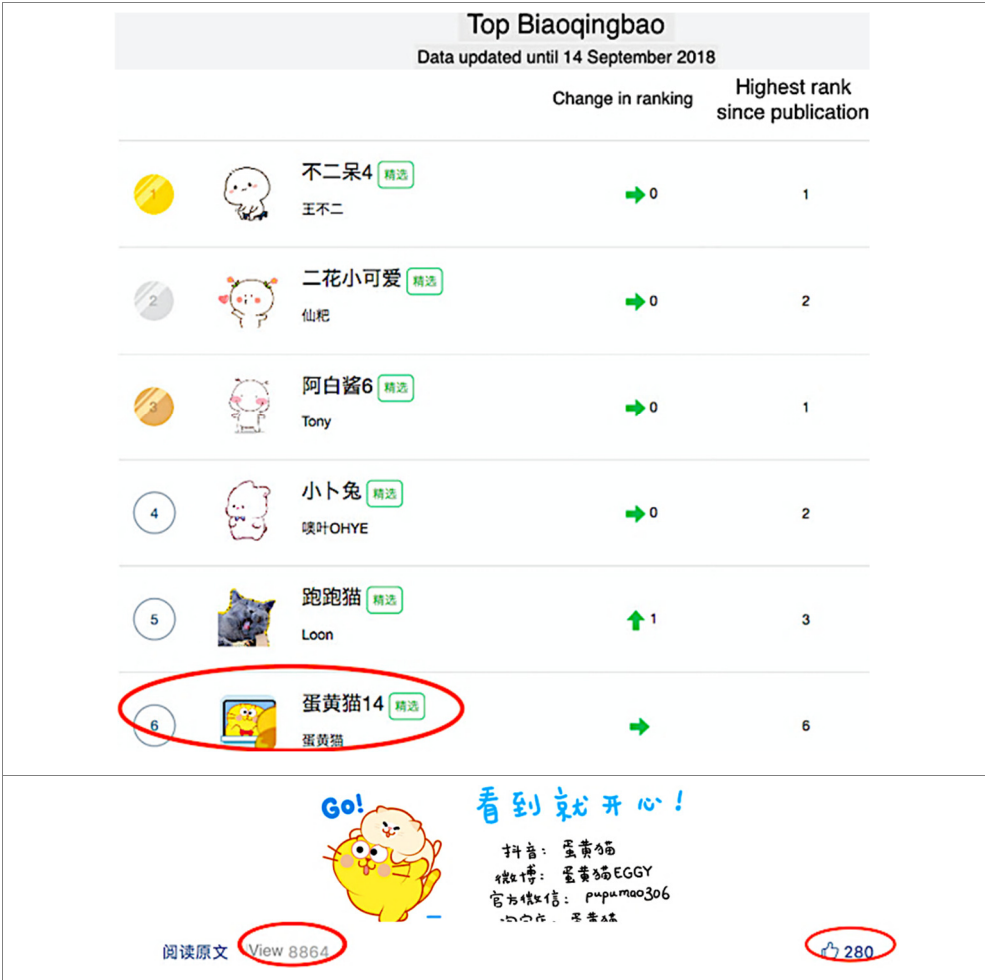 Top Biaoqingbao
Data updated until 14 September 2018
Change in ranking
Highest rank
since publication
1
不二呆4 精选
王不二
0
1
2
二花小可爱 精选
仙粑
0
2
3
阿白酱6 精选
Tony
0
1
4
小卜兔 精选
噢叶OHYE
0
2
5
跑跑猫 精选
Loon
1
3
6
蛋黄猫14 精选
蛋黄猫
6
Go!
看到就开心！
抖音：蛋黄猫
微博：蛋黄猫EGGY
官方微信：pupumao306
淘宝店：蛋黄猫
阅读原文 View 8864
280